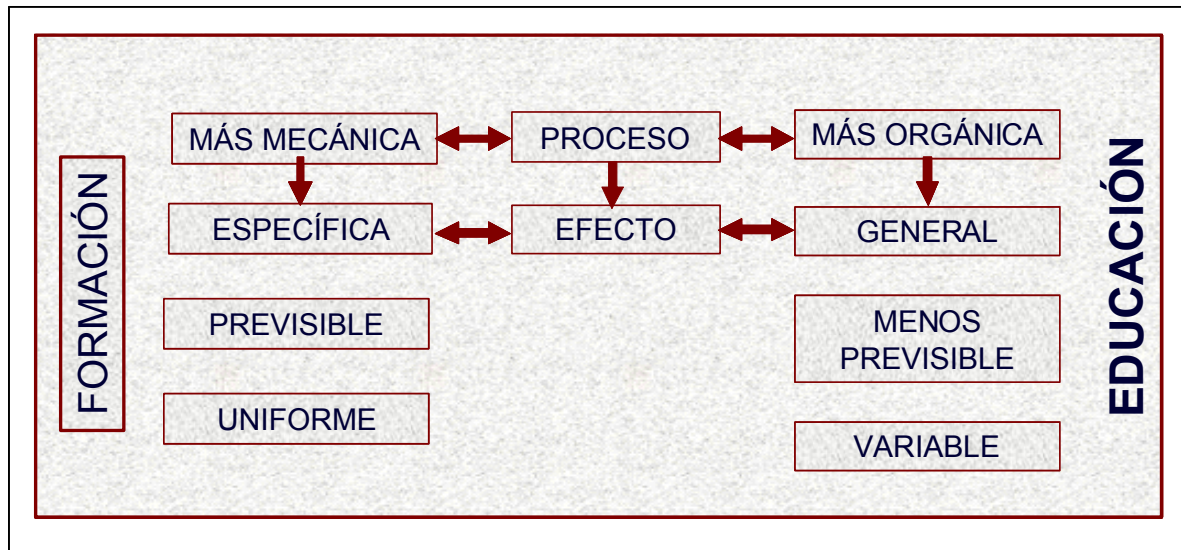 FORMACIÓN
MÁS MECÁNICA
PROCESO
MÁS ORGÁNICA
ESPECÍFICA
EFECTO
GENERAL
PREVISIBLE
MENOS
PREVISIBLE
UNIFORME
VARIABLE
EDUCACIÓN